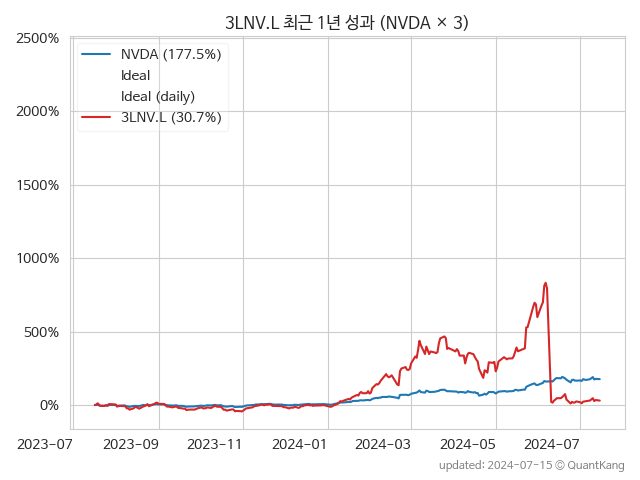 3LNV.L 최근 1년 성과 (NVDA × 3)
2500%
2000%
1500%
1000%
500%
0%
NVDA (177.5%)
Ideal
Ideal (daily)
3LNV.L (30.7%)
2023-07 2023-09 2023-11 2024-01 2024-03 2024-05 2024-07
updated: 2024-07-15 © QuantKang